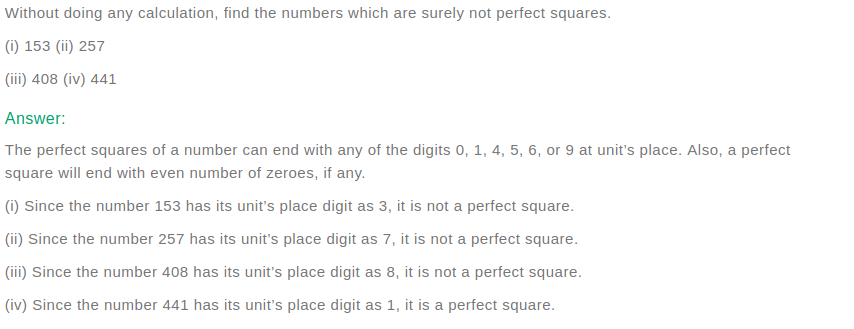 Without doing any calculation, find the numbers which are surely not perfect squares.
(i) 153 (ii) 257
(iii) 408 (iv) 441
Answer:
The perfect squares of a number can end with any of the digits 0, 1, 4, 5, 6, or 9 at unit’s place. Also, a perfect
square will end with even number of zeroes, if any.
(i) Since the number 153 has its unit’s place digit as 3, it is not a perfect square.
(ii) Since the number 257 has its unit’s place digit as 7, it is not a perfect square.
(iii) Since the number 408 has its unit’s place digit as 8, it is not a perfect square.
(iv) Since the number 441 has its unit’s place digit as 1, it is a perfect square.